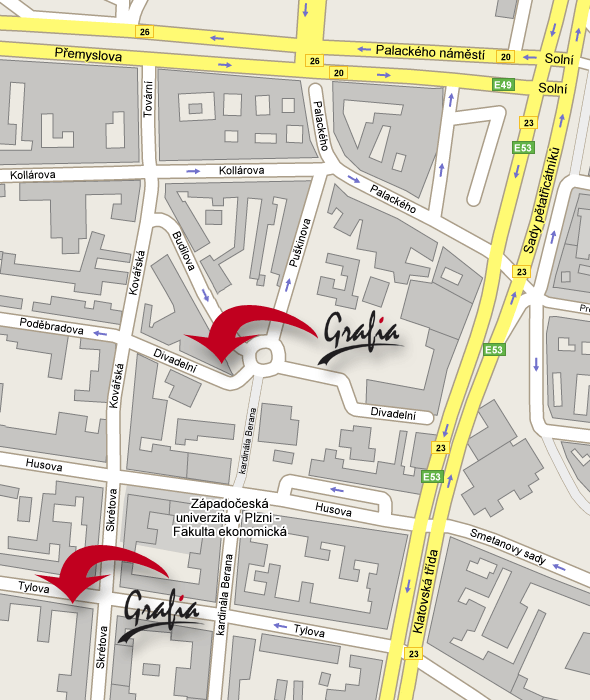 26
Přemyslova
Palackého náměstí
20
Solní
26
20
E49
Solní
Tovární
Palackého
23
E53
Kollárova
Kollárova
Palackého
Sady pětatřicátníků
Budilova
Puškinova
Kovářská
23
Poděbradova
Grafia
E53
Divadelní
Kovářská
Divadelní
kardinála Berana
23
Husova
E53
Skrétova
Západočeská
univerzita v Plzni -
Fakulta ekonomická
Husova
Smetanovy sady
Klatovská třída
kardinála Berana
Tylova
Grafia
Tylova
Skrétova
23